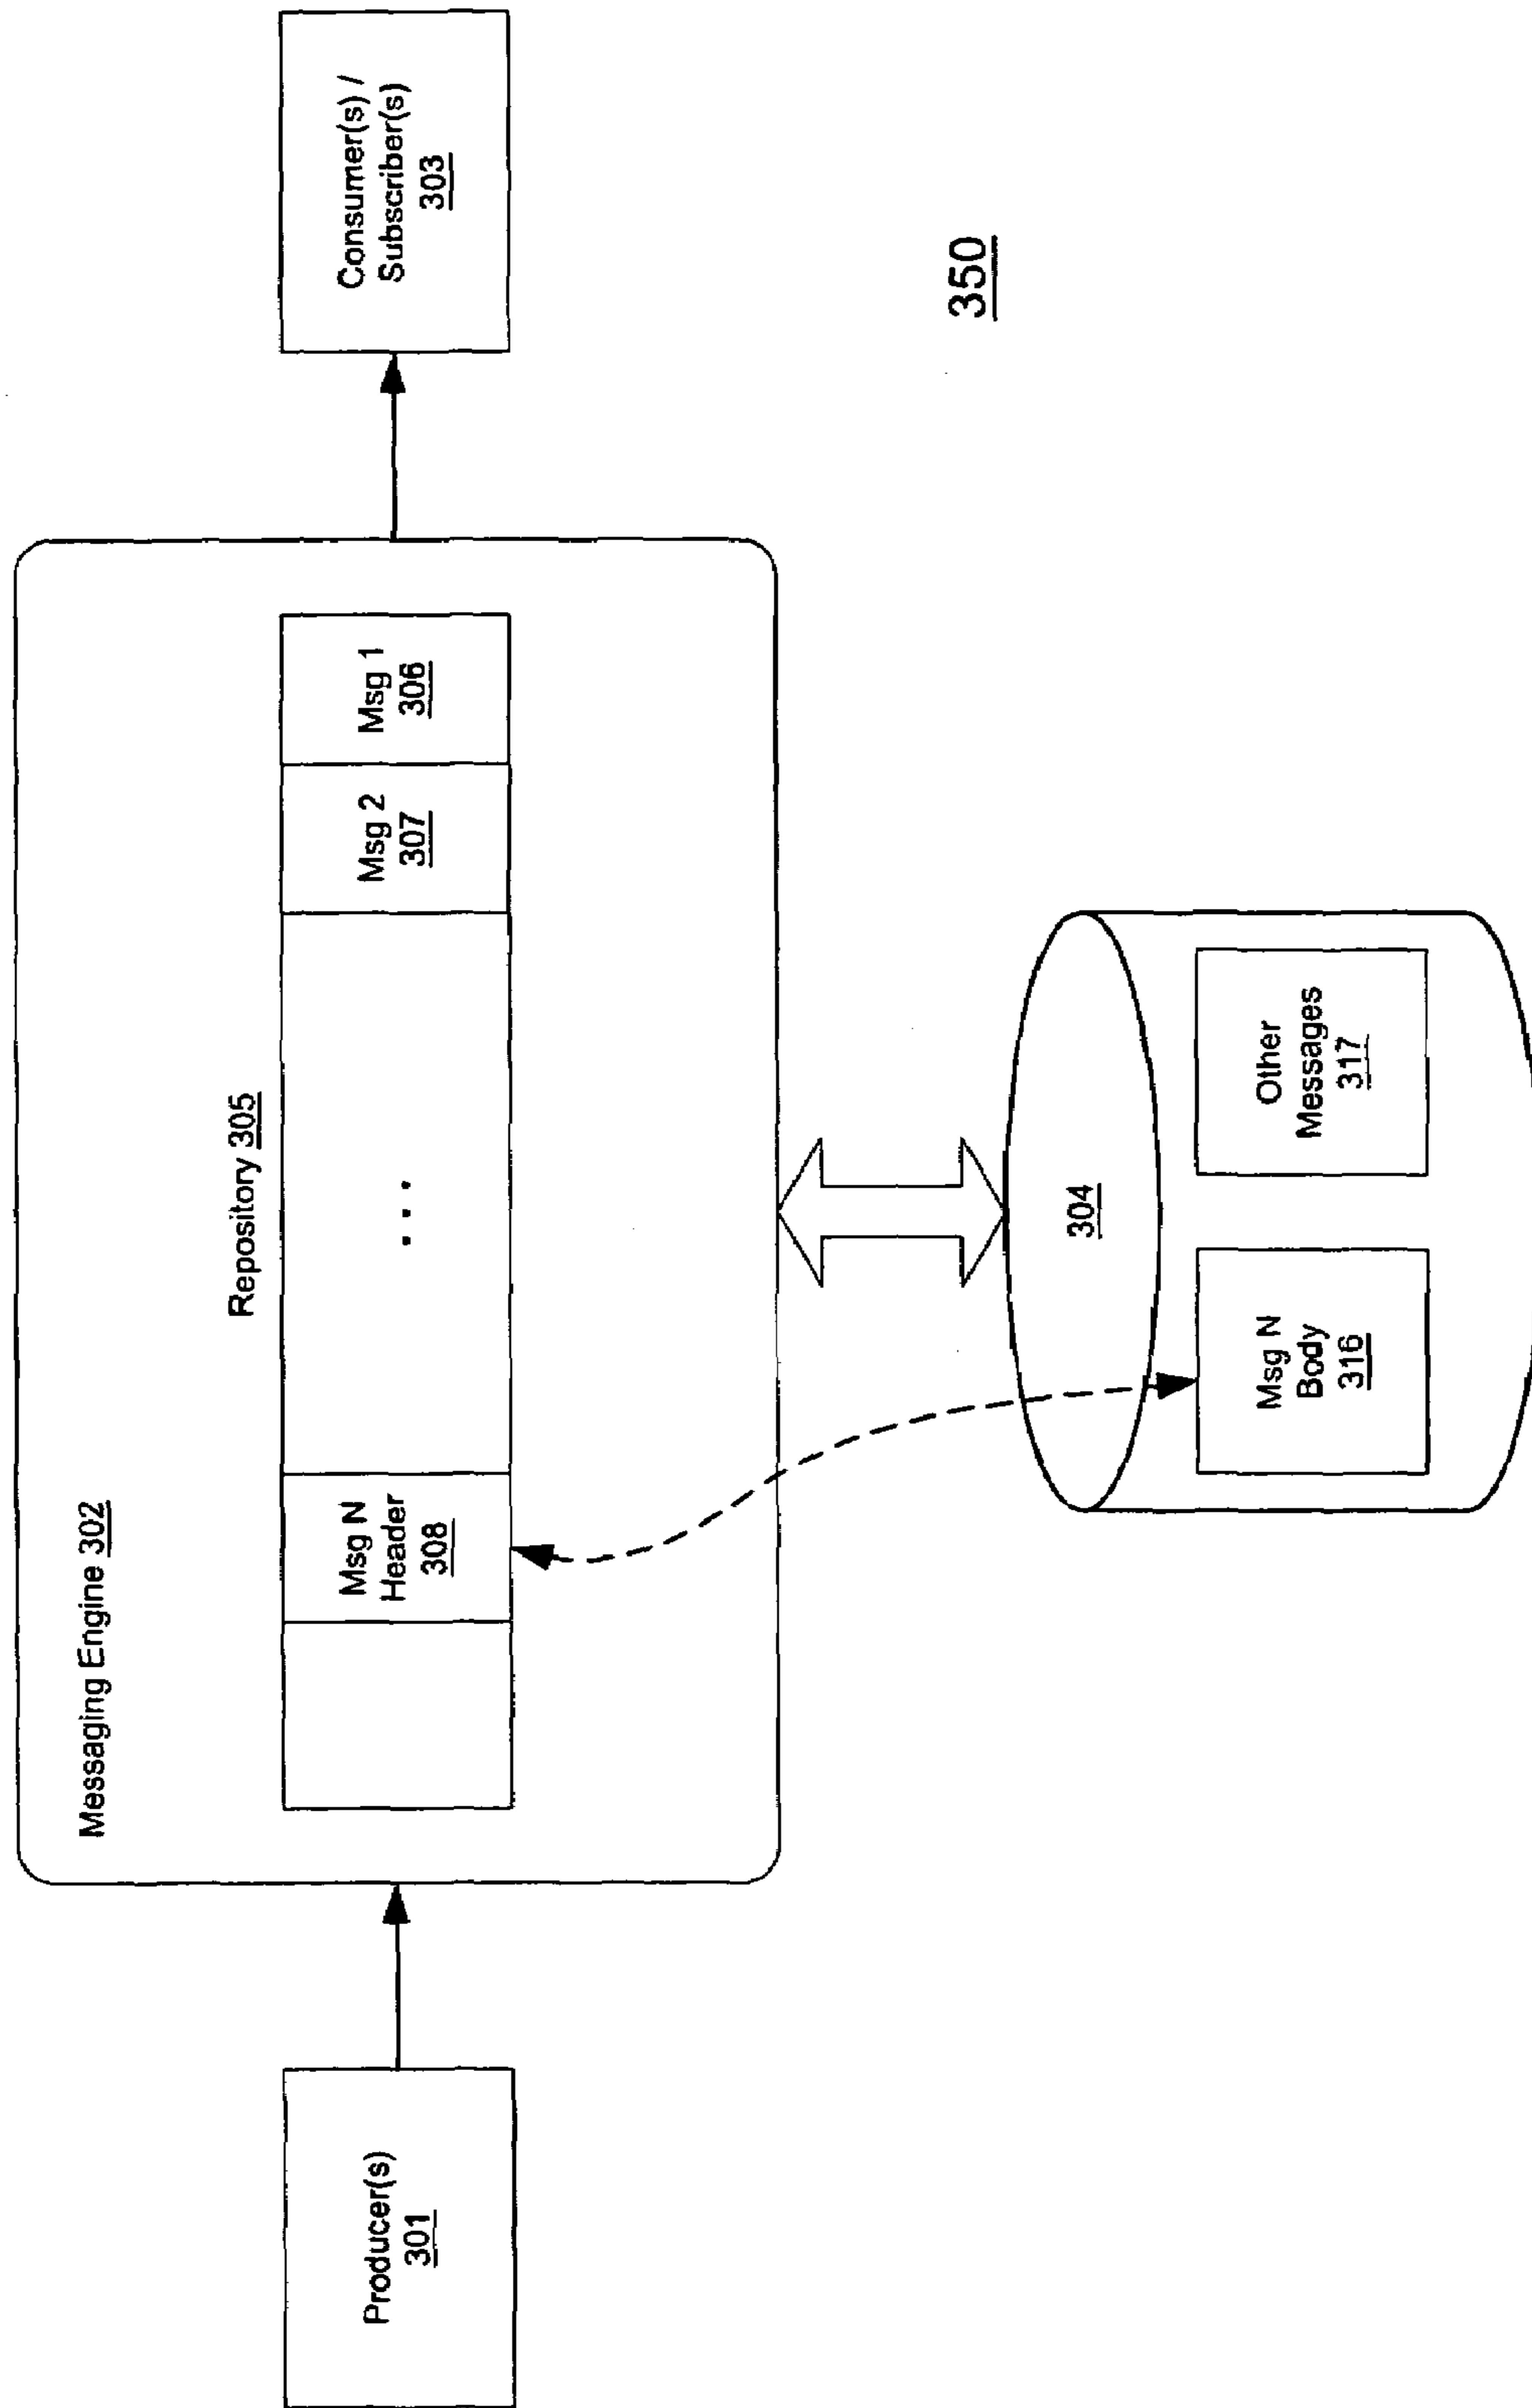 Messaging Engine 302
Repository 305
Producer(s)
301
Msg N
Header
308
...
Msg 2
307
Msg 1
306
Consumer(s) /
Subscriber(s)
303
304
Msg N
Body
316
Other
Messages
317
350